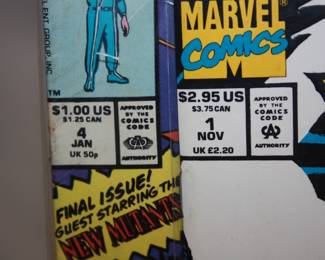 LENT GROUP, INC.
TM
$1.00 US
$1.25 CAN
4
JAN
UK 50p
APPROVED
BY THE
COMICS
CODE
AUTHORITY
FINAL ISSUE!
GUEST STARRING THE
NEW MUTANTS
MARVEL
COMICS
$2.95 US
$3.75 CAN
1
NOV
UK £2.20
APPROVED
BY THE
COMICS
CODE
AUTHORITY